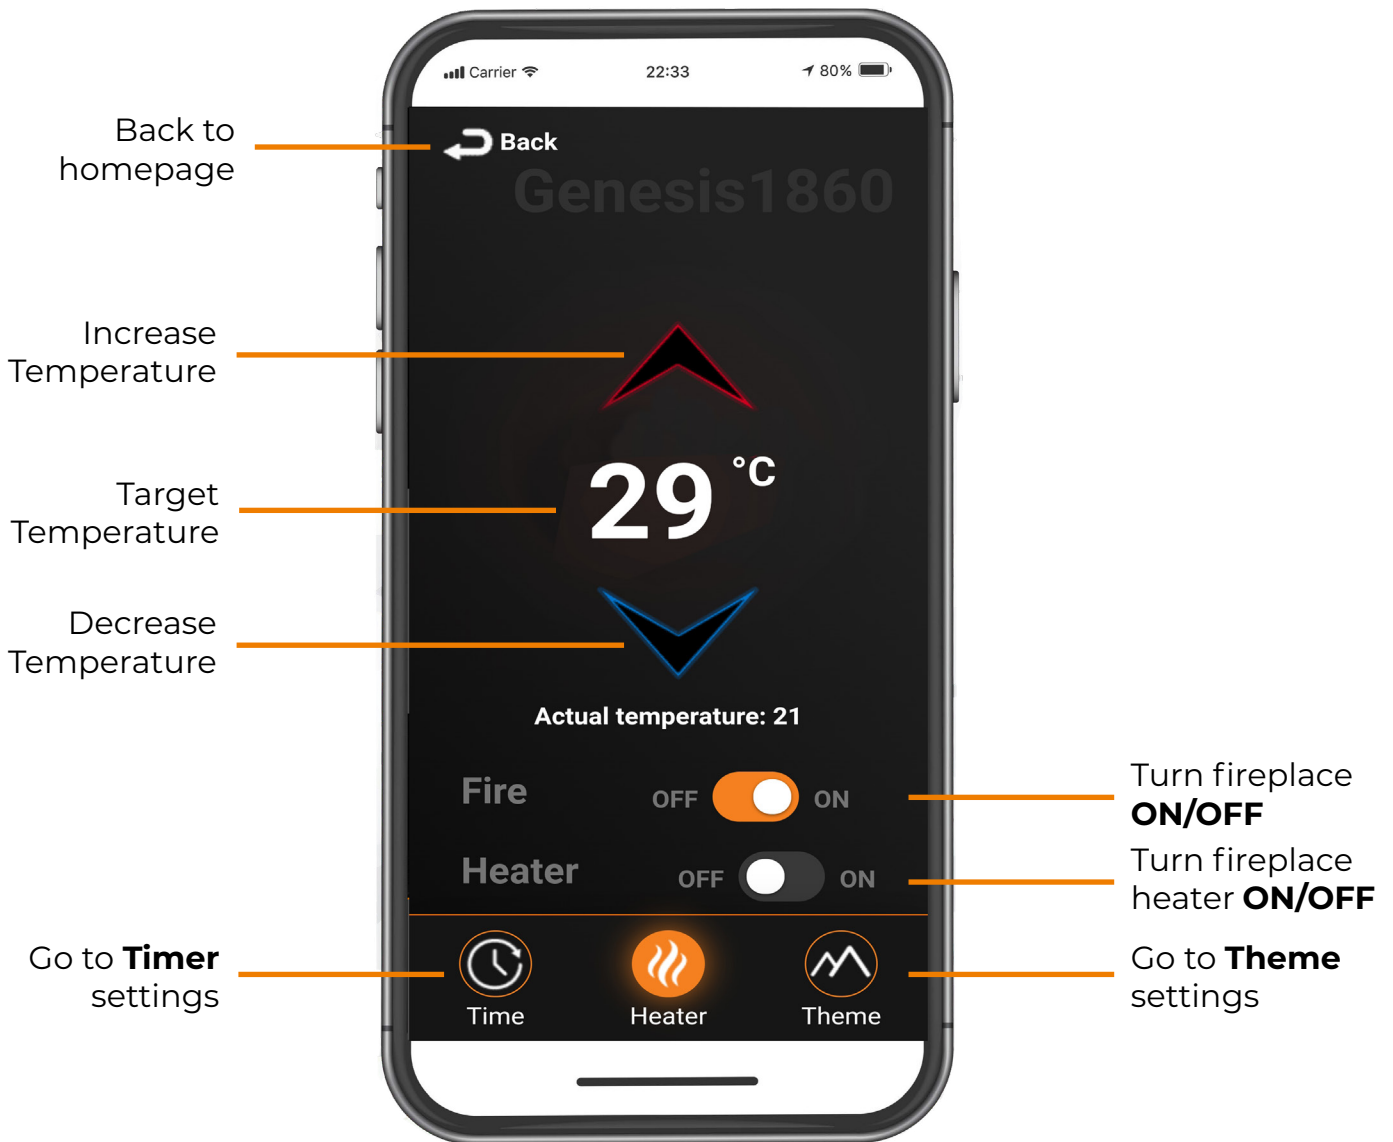 Carrier
22:33
80%
Back to
homepage
Back
Genesis1860
Increase
Temperature
Target
Temperature
29 °C
Decrease
Temperature
Actual temperature: 21
Fire OFF ON
Turn fireplace
ON/OFF
Heater OFF ON
Turn fireplace
heater ON/OFF
Go to Timer
settings
Time
Heater
Theme
Go to Theme
settings